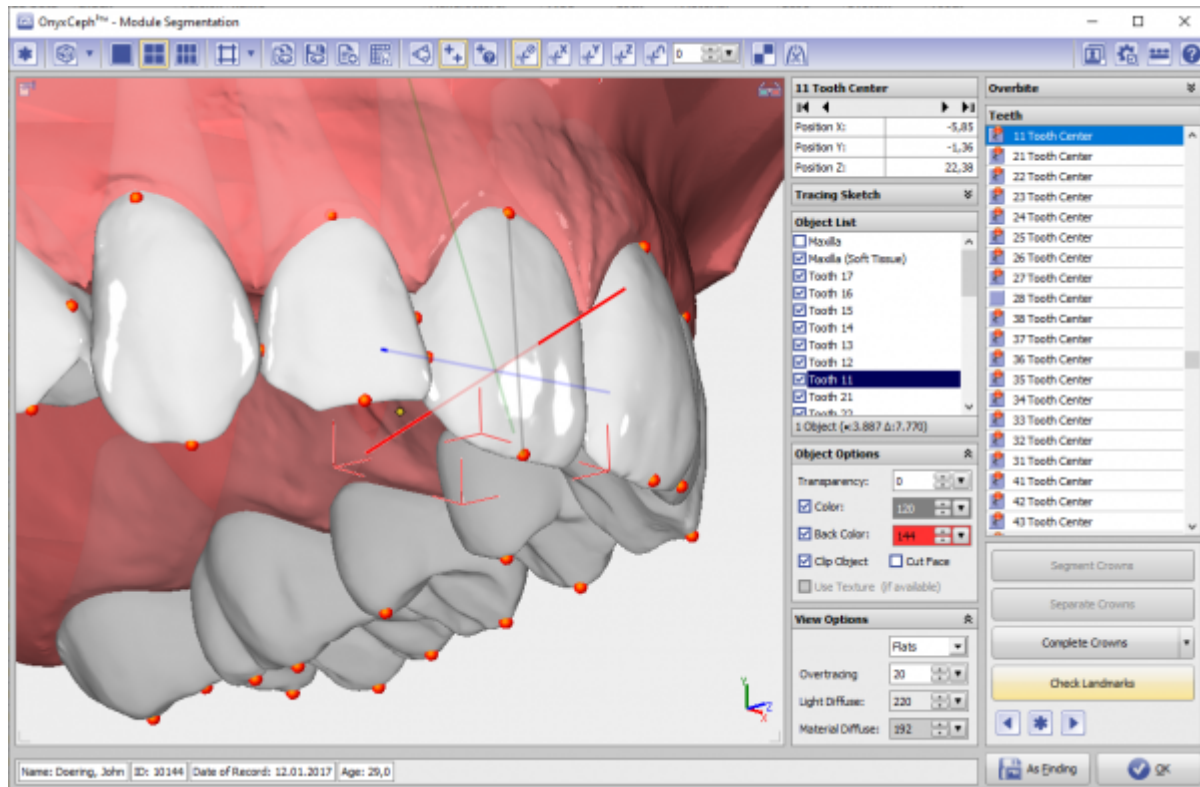 OnyxCeph³™ - Module Segmentation
0
11 Tooth Center
Position X: -5,85
Position Y: -1,36
Position Z: 22,38
Tracing Sketch
Object List
Maxilla
Maxilla (Soft Tissue)
Tooth 17
Tooth 16
Tooth 15
Tooth 14
Tooth 13
Tooth 12
Tooth 11
Tooth 21
Tooth 22
1 Object (•:3.887 Δ:7.770)
Object Options
Transparency: 0
Color: 120
Back Color: 144
Clip Object Cut Face
Use Texture (if available)
View Options
Flats
Overtracing 20
Light Diffuse: 220
Material Diffuse: 192
Overbite
Teeth
11 Tooth Center
21 Tooth Center
22 Tooth Center
23 Tooth Center
24 Tooth Center
25 Tooth Center
26 Tooth Center
27 Tooth Center
28 Tooth Center
38 Tooth Center
37 Tooth Center
36 Tooth Center
35 Tooth Center
34 Tooth Center
33 Tooth Center
32 Tooth Center
31 Tooth Center
41 Tooth Center
42 Tooth Center
43 Tooth Center
Segment Crowns
Separate Crowns
Complete Crowns
Check Landmarks
Y
Z
X
Name: Doering, John ID: 10144 Date of Record: 12.01.2017 Age: 29,0
As Finding
OK